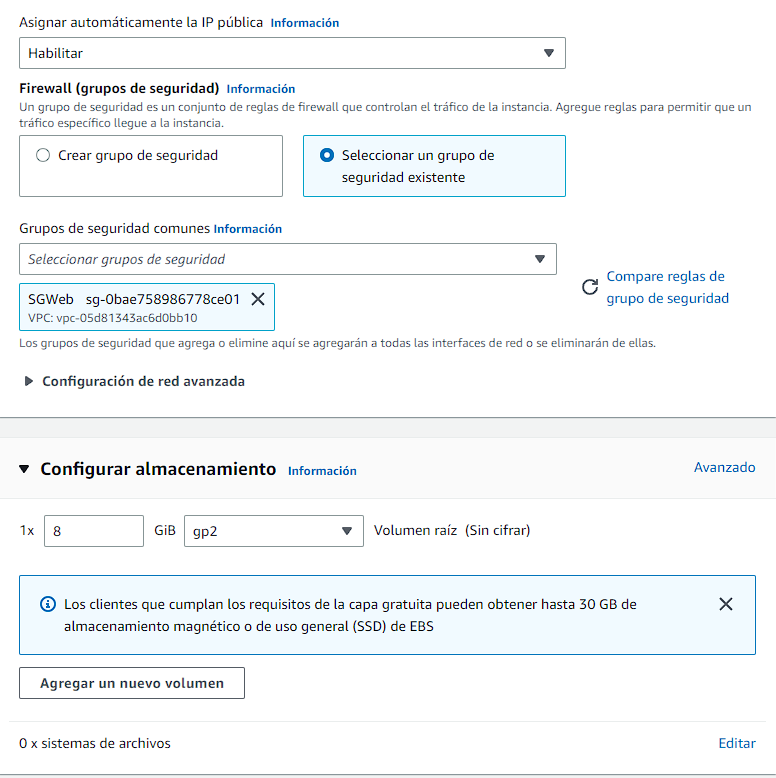 Asignar automáticamente la IP pública Información
Habilitar
Firewall (grupos de seguridad) Información
Un grupo de seguridad es un conjunto de reglas de firewall que controlan el tráfico de la instancia. Agregue reglas para permitir que un
tráfico específico llegue a la instancia.
Crear grupo de seguridad
Seleccionar un grupo de
seguridad existente
Grupos de seguridad comunes Información
Seleccionar grupos de seguridad
Compare reglas de
grupo de seguridad
SGWeb sg-0bae758986778ce01
VPC: vpc-05d81343ac6d0bb10
Los grupos de seguridad que agrega o elimine aquí se agregarán a todas las interfaces de red o se eliminarán de ellas.
Configuración de red avanzada
Configurar almacenamiento Información
Avanzado
1x 8 GiB gp2 Volumen raíz (Sin cifrar)
Los clientes que cumplan los requisitos de la capa gratuita pueden obtener hasta 30 GB de
almacenamiento magnético o de uso general (SSD) de EBS
Agregar un nuevo volumen
0 x sistemas de archivos
Editar